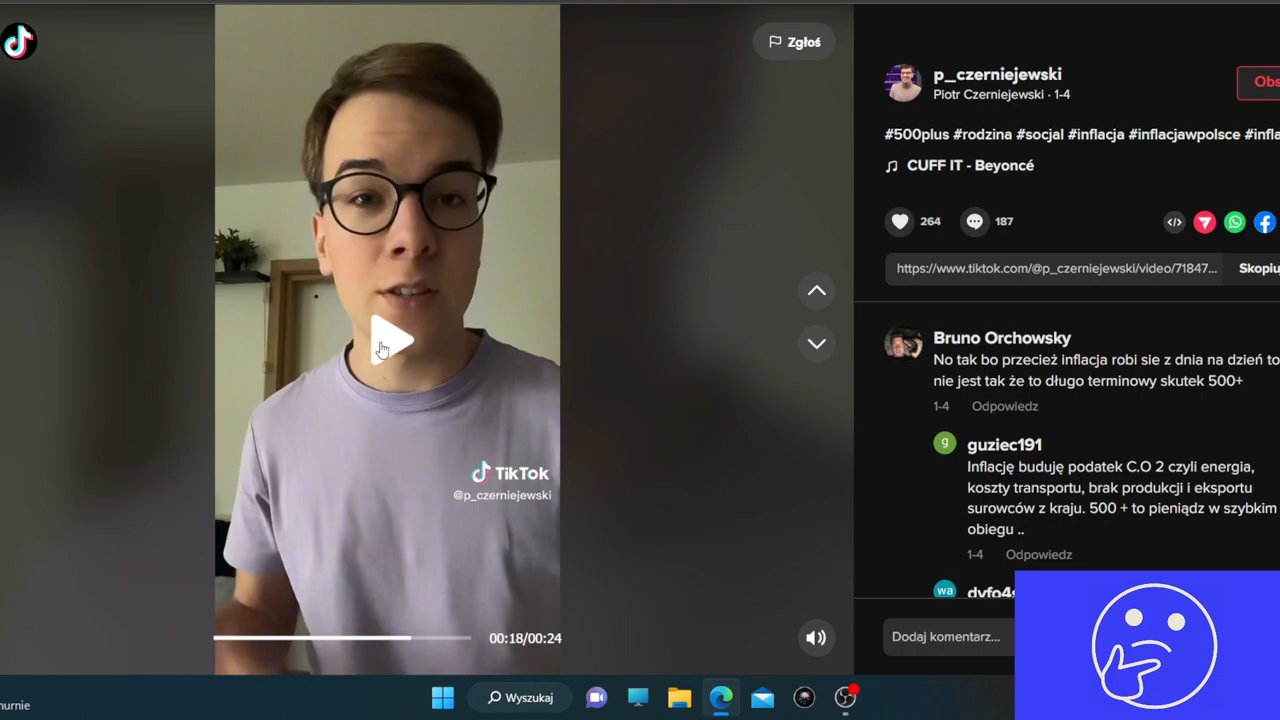 Zgłoś
p_czerniejewski
Piotr Czerniejewski · 1-4
#500plus #rodzina #socjal #inflacja #inflacjawpolsce
CUFF IT - Beyoncé
264
187
https://www.tiktok.com/@p_czerniejewski/video/71847...
Bruno Orchowsky
No tak bo przecież inflacja robi sie z dnia na dzień to
nie jest tak że to długo terminowy skutek 500+
1-4 Odpowiedz
g
guziec191
Inflację buduję podatek C.O 2 czyli energia,
koszty transportu, brak produkcji i eksportu
surowców z kraju. 500 + to pieniądz w szybkim
obiegu ..
1-4 Odpowiedz
wa
Dodaj komentarz...
TikTok
@p_czerniejewski
00:18/00:24
Wyszukaj